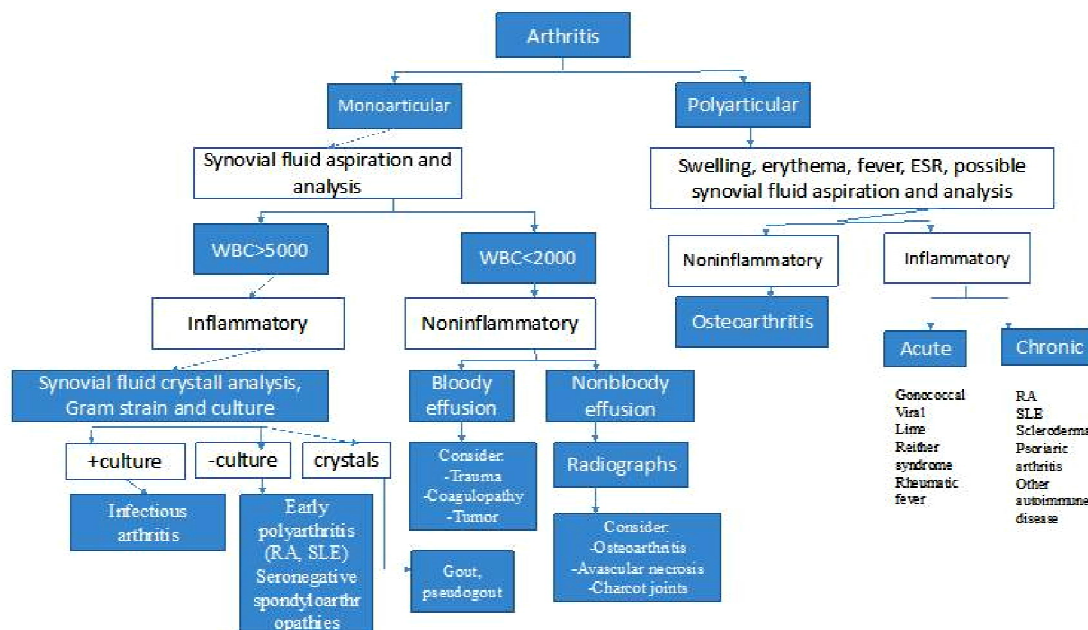 Arthritis
Monoarticular
Polyarticular
Synovial fluid aspiration and
analysis
Swelling, erythema, fever, ESR, possible
synovial fluid aspiration and analysis
WBC>5000
WBC<2000
Noninflammatory
Inflammatory
Inflammatory
Noninflammatory
Osteoarthritis
Acute
Chronic
Synovial fluid crystall analysis,
Gram strain and culture
Bloody
effusion
Nonbloody
effusion
Gonococcal
Viral
Lime
Reither
syndrome
Rheumatic
fever
RA
SLE
Scleroderma
Psoriaric
arthritis
Other
autoimmune
disease
+culture
-culture
crystals
Consider:
-Trauma
-Coagulopathy
-Tumor
Radiographs
Infectious
arthritis
Early
polyarthritis
(RA, SLE)
Seronegative
spondyloarthr
opathies
Gout,
pseudogout
Consider:
-Osteoarthritis
-Avascular necrosis
-Charcot joints